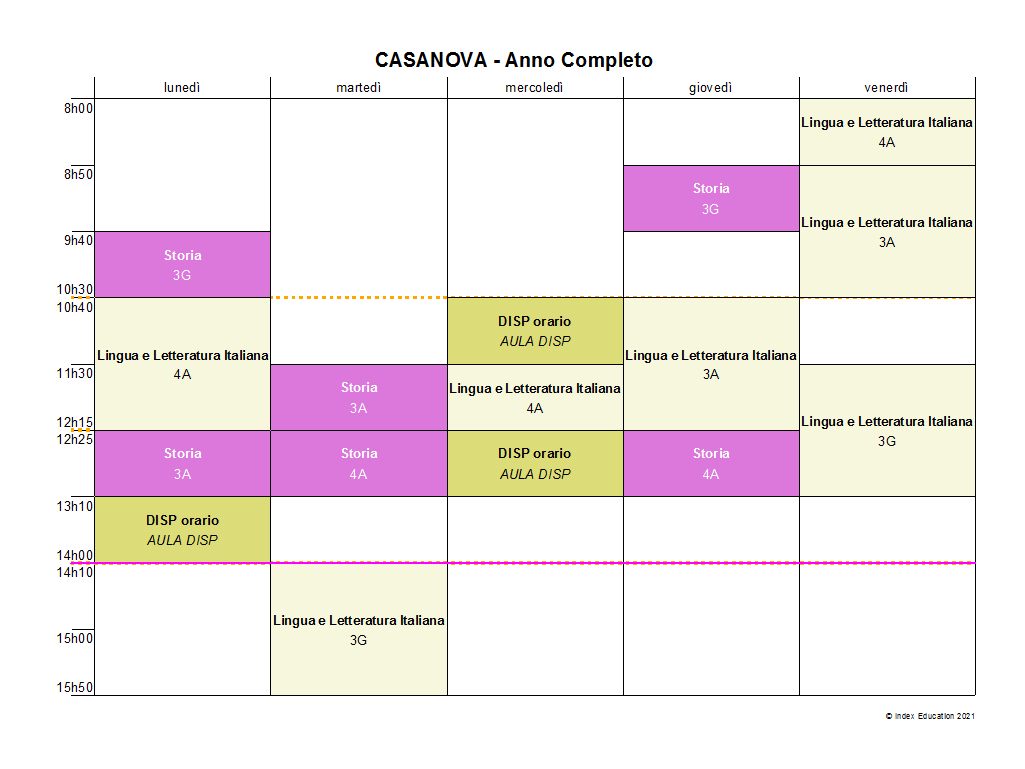 CASANOVA - Anno Completo
lunedì martedì mercoledì giovedì venerdì
8h00
Lingua e Letteratura Italiana
4A
8h50
Storia
3G
Lingua e Letteratura Italiana
3A
9h40
Storia
3G
10h30
10h40
DISP orario
AULA DISP
Lingua e Letteratura Italiana
4A
Lingua e Letteratura Italiana
3A
11h30
Storia
3A
Lingua e Letteratura Italiana
4A
Lingua e Letteratura Italiana
3G
12h15
12h25
Storia
3A
Storia
4A
DISP orario
AULA DISP
Storia
4A
13h10
DISP orario
AULA DISP
14h00
14h10
Lingua e Letteratura Italiana
3G
15h00
15h50
© Index Education 2021